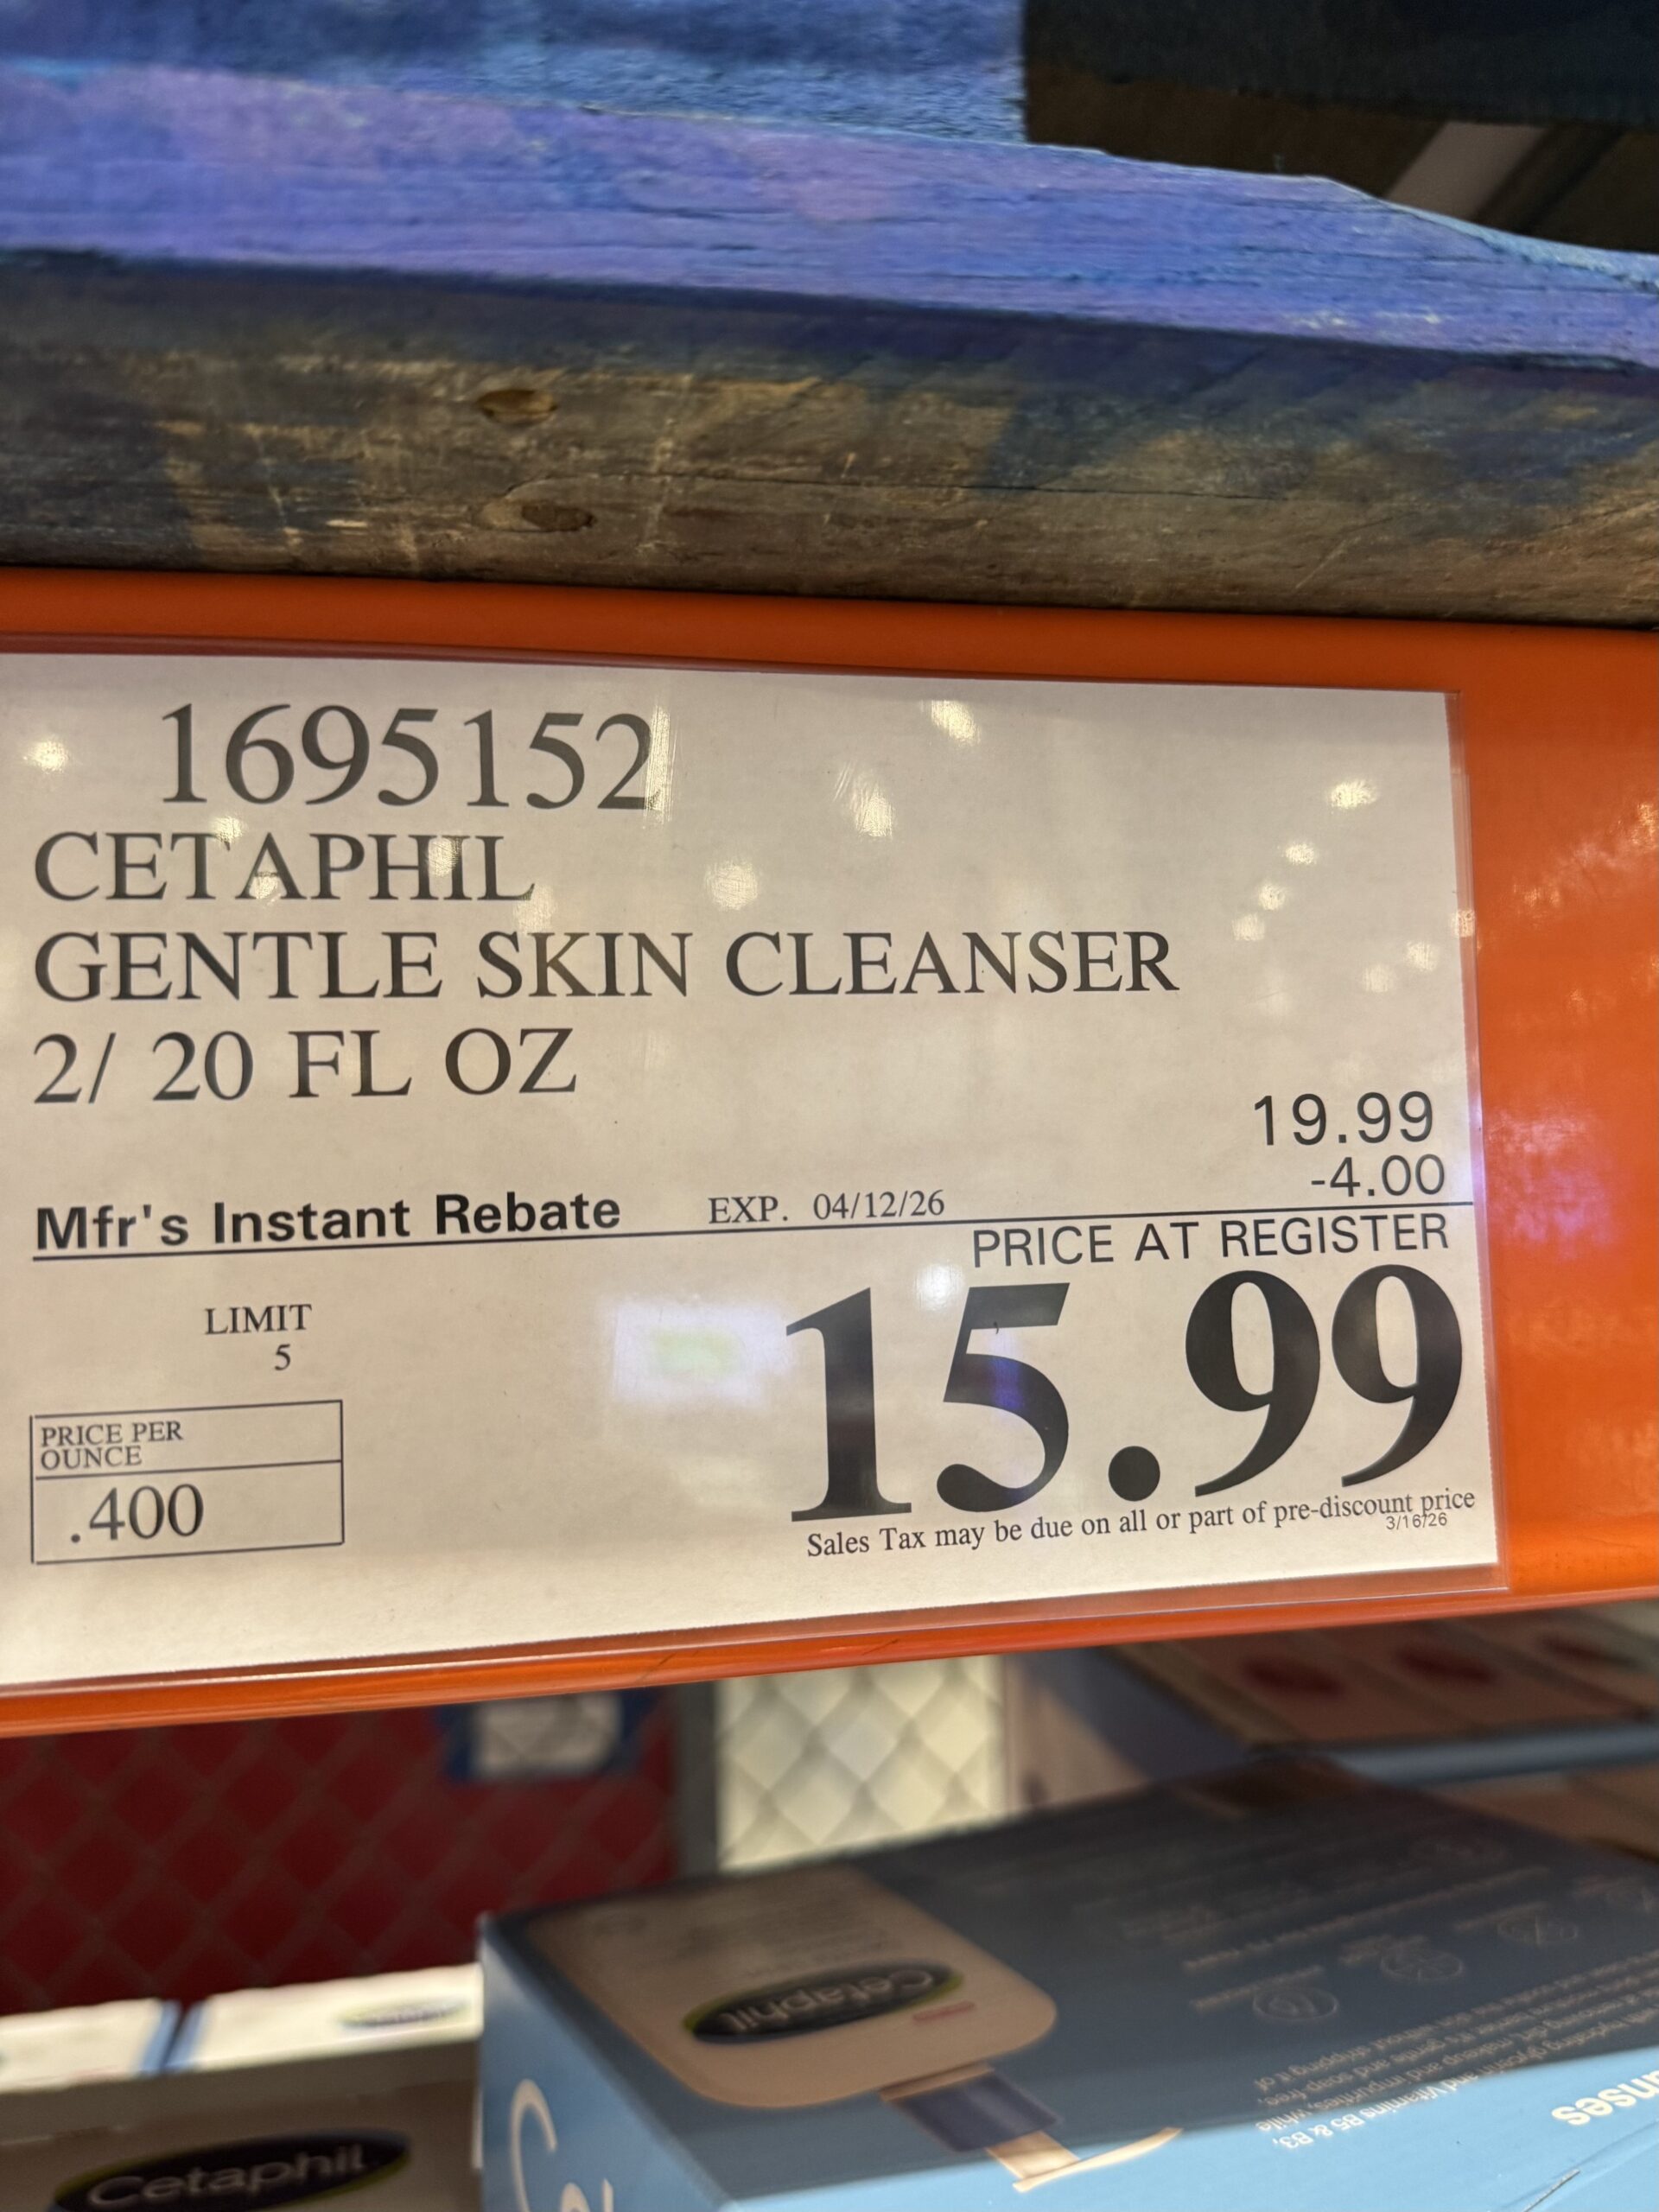 1695152
CETAPHIL
GENTLE SKIN CLEANSER
2/ 20 FL OZ
19.99
-4.00
Mfr's Instant Rebate EXP. 04/12/26
PRICE AT REGISTER
15.99
LIMIT
5
PRICE PER
OUNCE
.400
Sales Tax may be due on all or part of pre-discount price
3/16/26
Cetaphil
Cetaphil